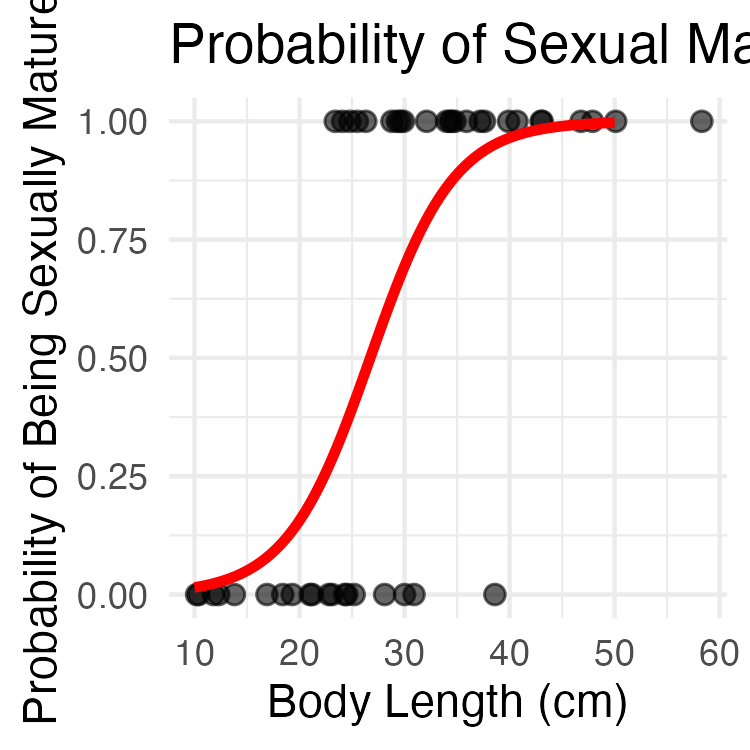 Probability of Sexual Ma
Probability of Being Sexually Mature
1.00
0.75
0.50
0.25
0.00
10 20 30 40 50 60
Body Length (cm)